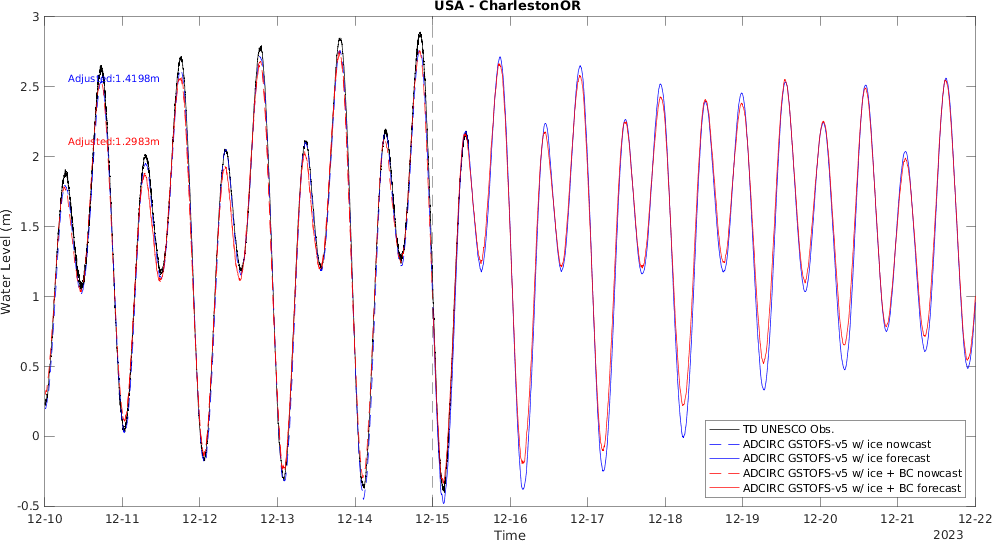 USA - CharlestonOR
3
2.5
2
1.5
1
0.5
0
-0.5
Water Level (m)
Adjusted:1.4198m
Adjusted:1.2983m
TD UNESCO Obs.
ADCIRC GSTOFS-v5 w/ ice nowcast
ADCIRC GSTOFS-v5 w/ ice forecast
ADCIRC GSTOFS-v5 w/ice + BC nowcast
ADCIRC GSTOFS-v5 w/ice + BC forecast
12-10 12-11 12-12 12-13 12-14 12-15 12-16 12-17 12-18 12-19 12-20 12-21 12-22
Time
2023